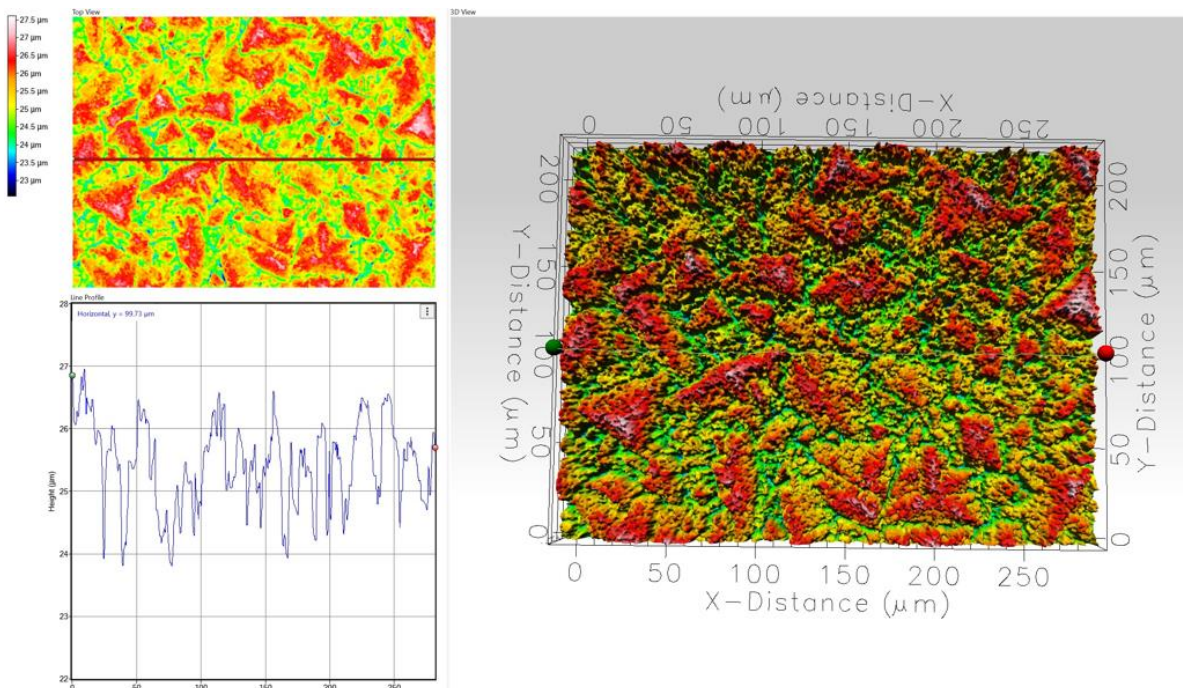 Top View
27.5 µm
27 µm
26.5 µm
26 µm
25.5 µm
25 µm
24.5 µm
24 µm
23.5 µm
23 µm
Line Profile
Horizontal, y = 99.73 µm
28
27
26
25
24
23
22
Height (µm)
0
50
100
150
200
250
3D View
X-Distance (µm)
0
50
100
150
200
250
200
150
100
50
0
Y-Distance (µm)
200
150
100
50
0
Y-Distance (µm)
0
50
100
150
200
250
X-Distance (µm)